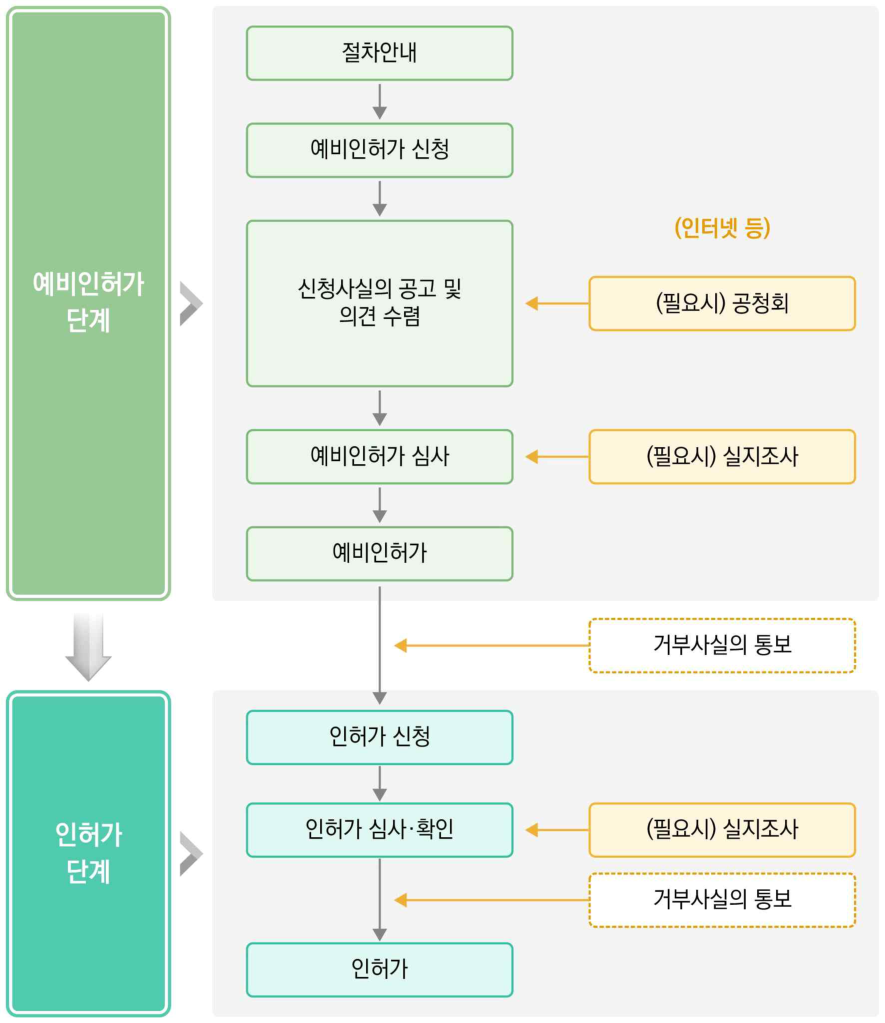 예비인허가
단계
절차안내
예비인허가 신청
신청사실의 공고 및
의견 수렴
(인터넷 등)
(필요시) 공청회
예비인허가 심사
(필요시) 실지조사
예비인허가
거부사실의 통보
인허가
단계
인허가 신청
인허가 심사·확인
(필요시) 실지조사
거부사실의 통보
인허가